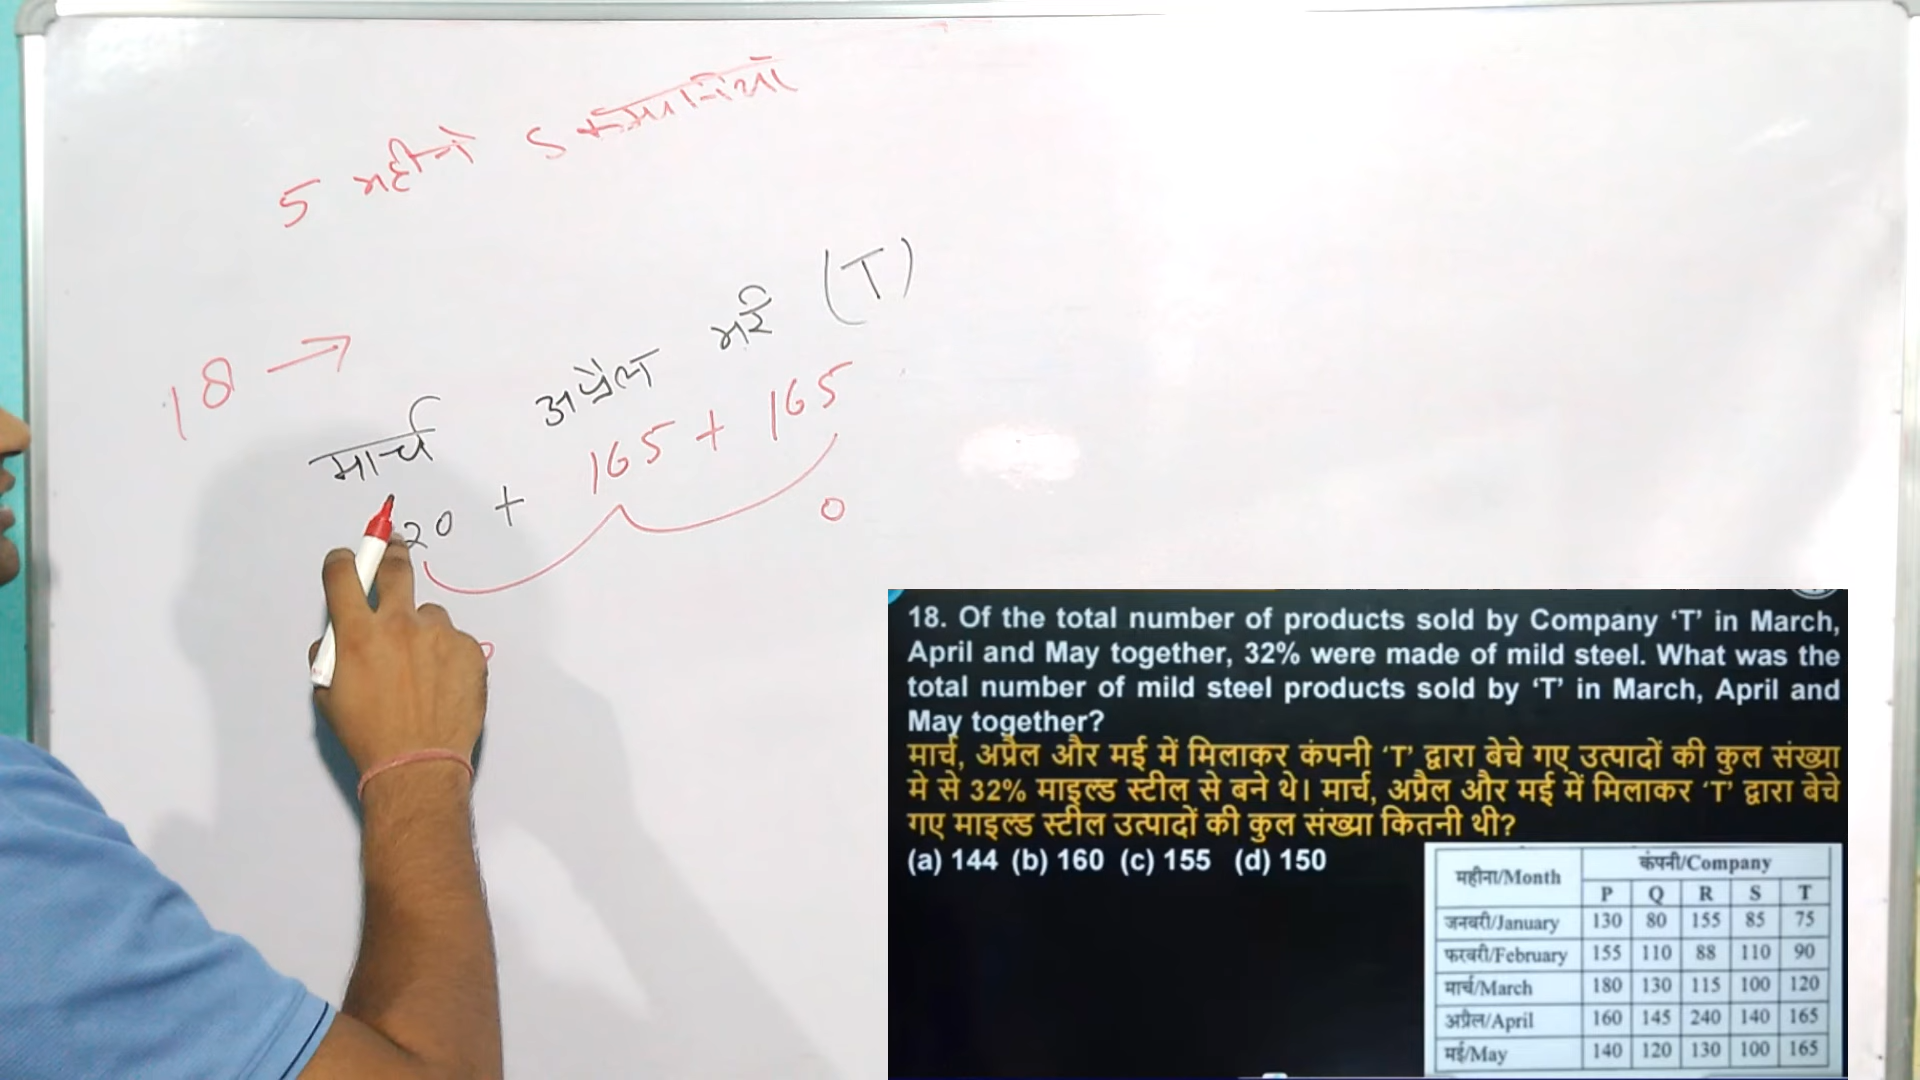 5 महीने 5 कम्पनियों
18 →
मार्च अप्रैल मई (T)
20 + 165 + 165
0
18. Of the total number of products sold by Company ‘T’ in March,
April and May together, 32% were made of mild steel. What was the
total number of mild steel products sold by ‘T’ in March, April and
May together?
मार्च, अप्रैल और मई में मिलाकर कंपनी ‘T’ द्वारा बेचे गए उत्पादों की कुल संख्या
मे से 32% माइल्ड स्टील से बने थे। मार्च, अप्रैल और मई में मिलाकर ‘T’ द्वारा बेचे
गए माइल्ड स्टील उत्पादों की कुल संख्या कितनी थी?
(a) 144 (b) 160 (c) 155 (d) 150
महीना/Month कंपनी/Company
P Q R S T
जनवरी/January 130 80 155 85 75
फरवरी/February 155 110 88 110 90
मार्च/March 180 130 115 100 120
अप्रैल/April 160 145 240 140 165
मई/May 140 120 130 100 165